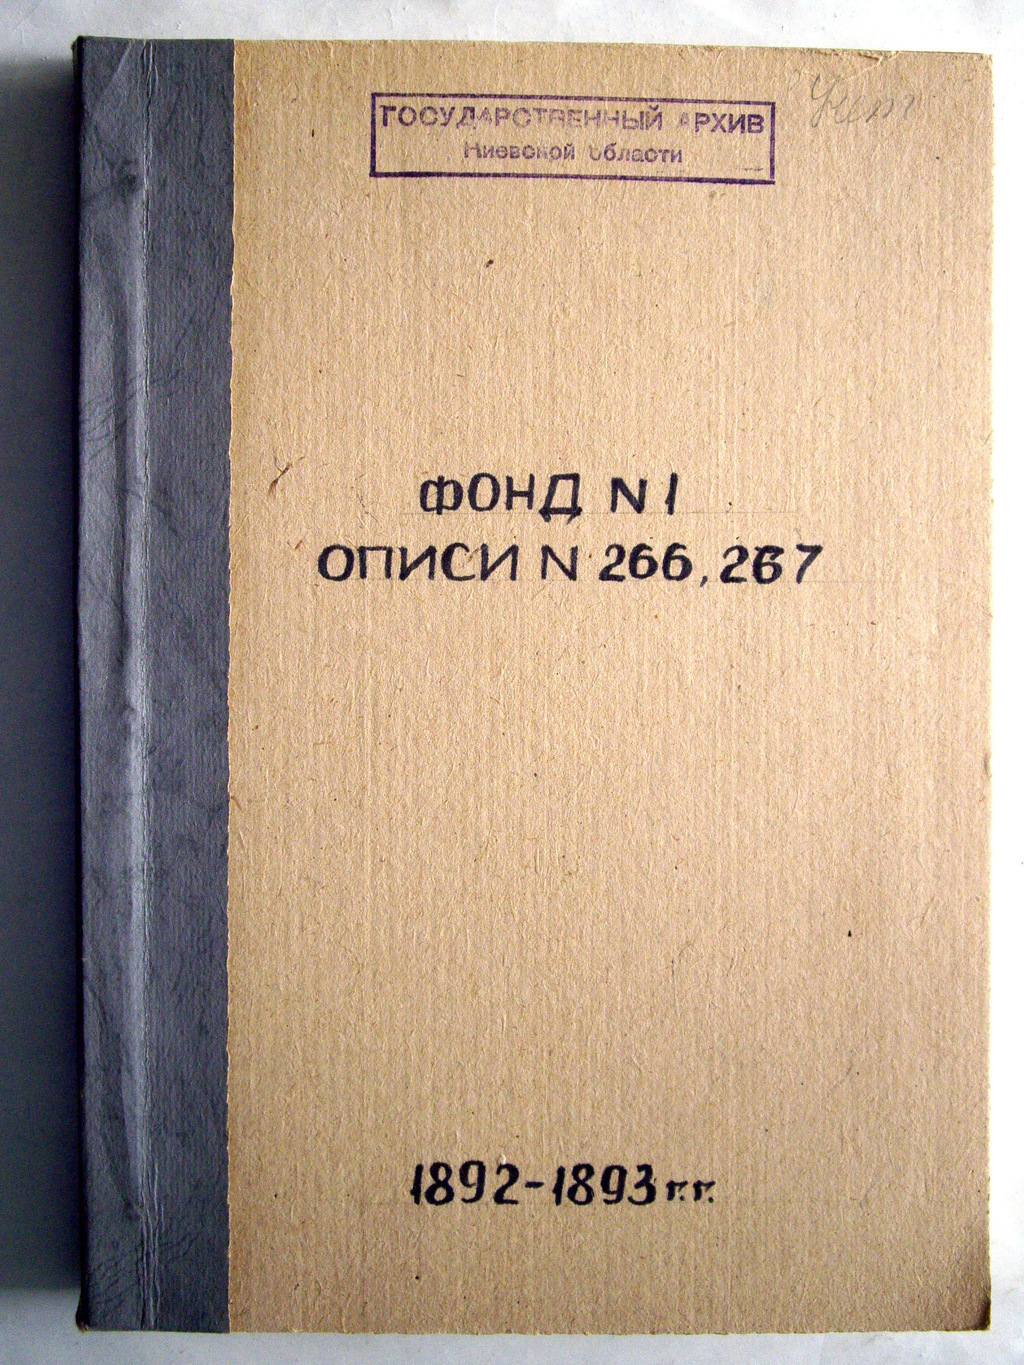 ГОСУДАРСТВЕННЫЙ АРХИВ
Киевской области
ФОНД N 1
ОПИСИ N 266, 267
1892-1893 г.г.